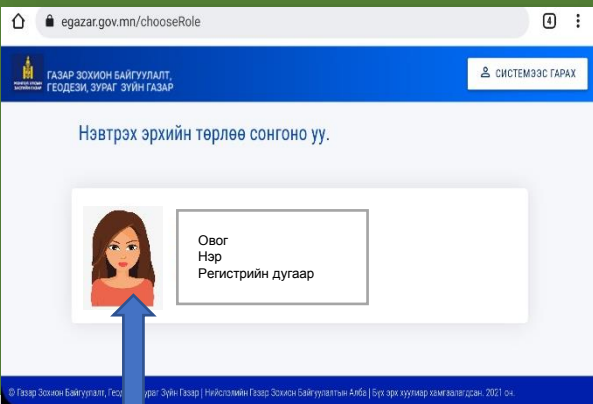 egazar.gov.mn/chooseRole
4
ГАЗАР ЗОХИОН БАЙГУУЛАЛТ,
ГЕОДЕЗИ, ЗУРАГ ЗҮЙН ГАЗАР
СИСТЕМЭЭС ГАРАХ
Нэвтрэх эрхийн төрлөө сонгоно уу.
Овог
Нэр
Регистрийн дугаар
© Газар Зохион Байгуулалт, Зураг Зүйн Газар | Нийслэлийн Газар Зохион Байгуулалтын Алба | Бүх эрх хуулиар хамгаалагдсан. 2021 он.